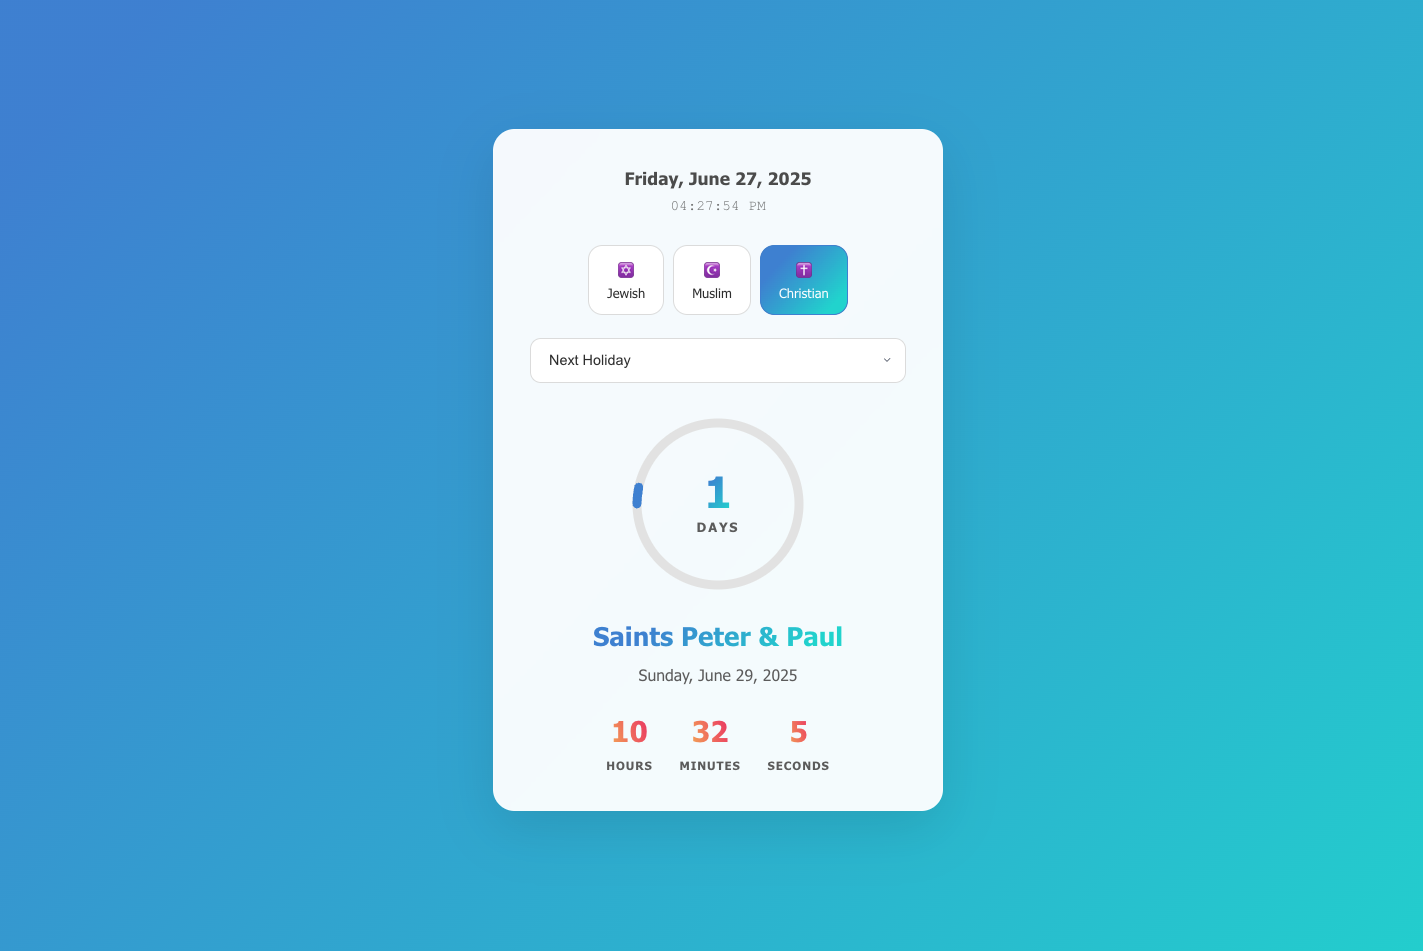 Friday, June 27, 2025
04:27:54 PM
Jewish Muslim Christian
Next Holiday
1
DAYS
Saints Peter & Paul
Sunday, June 29, 2025
10 32 5
HOURS MINUTES SECONDS